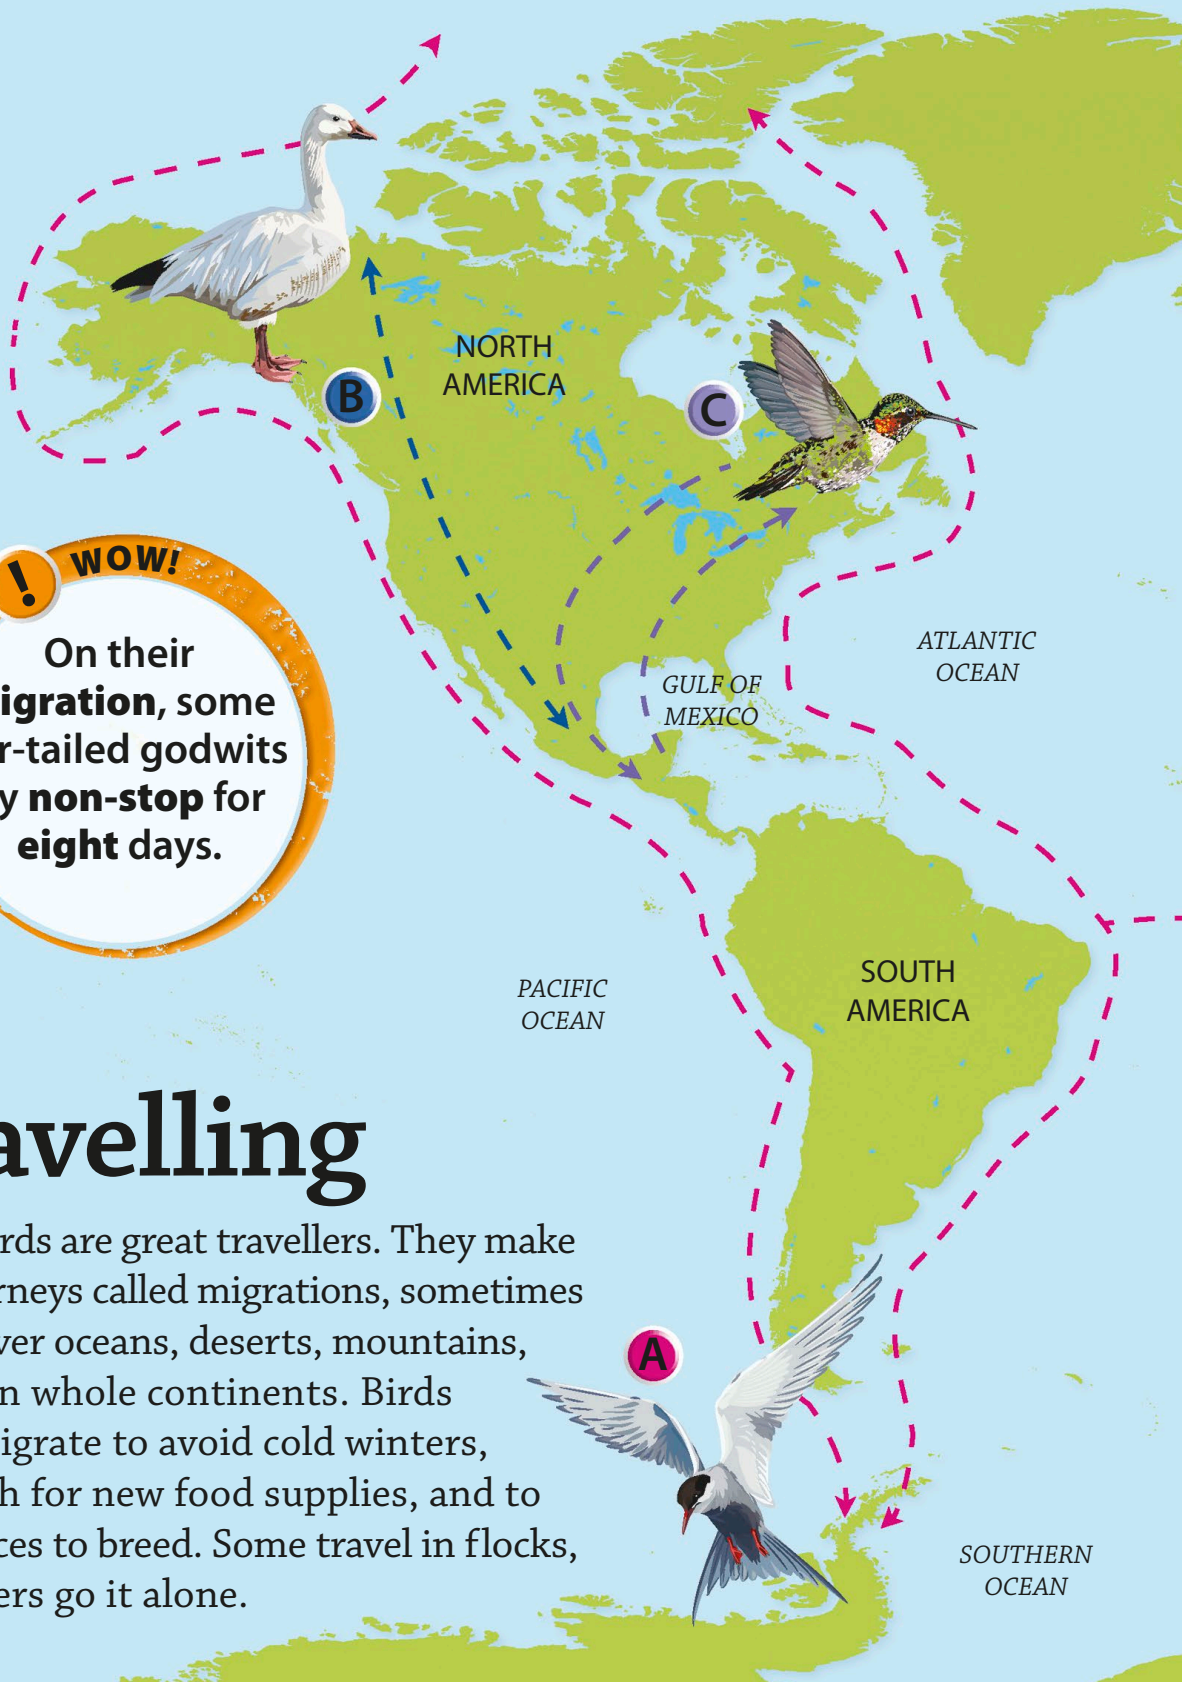 B
NORTH
AMERICA
C
!
WOW!
On their
igration, some
r-tailed godwits
y non-stop for
eight days.
ATLANTIC
OCEAN
GULF OF
MEXICO
PACIFIC
OCEAN
SOUTH
AMERICA
avelling
rds are great travellers. They make
rneys called migrations, sometimes
ver oceans, deserts, mountains,
n whole continents. Birds
igrate to avoid cold winters,
h for new food supplies, and to
ces to breed. Some travel in flocks,
ers go it alone.
A
SOUTHERN
OCEAN